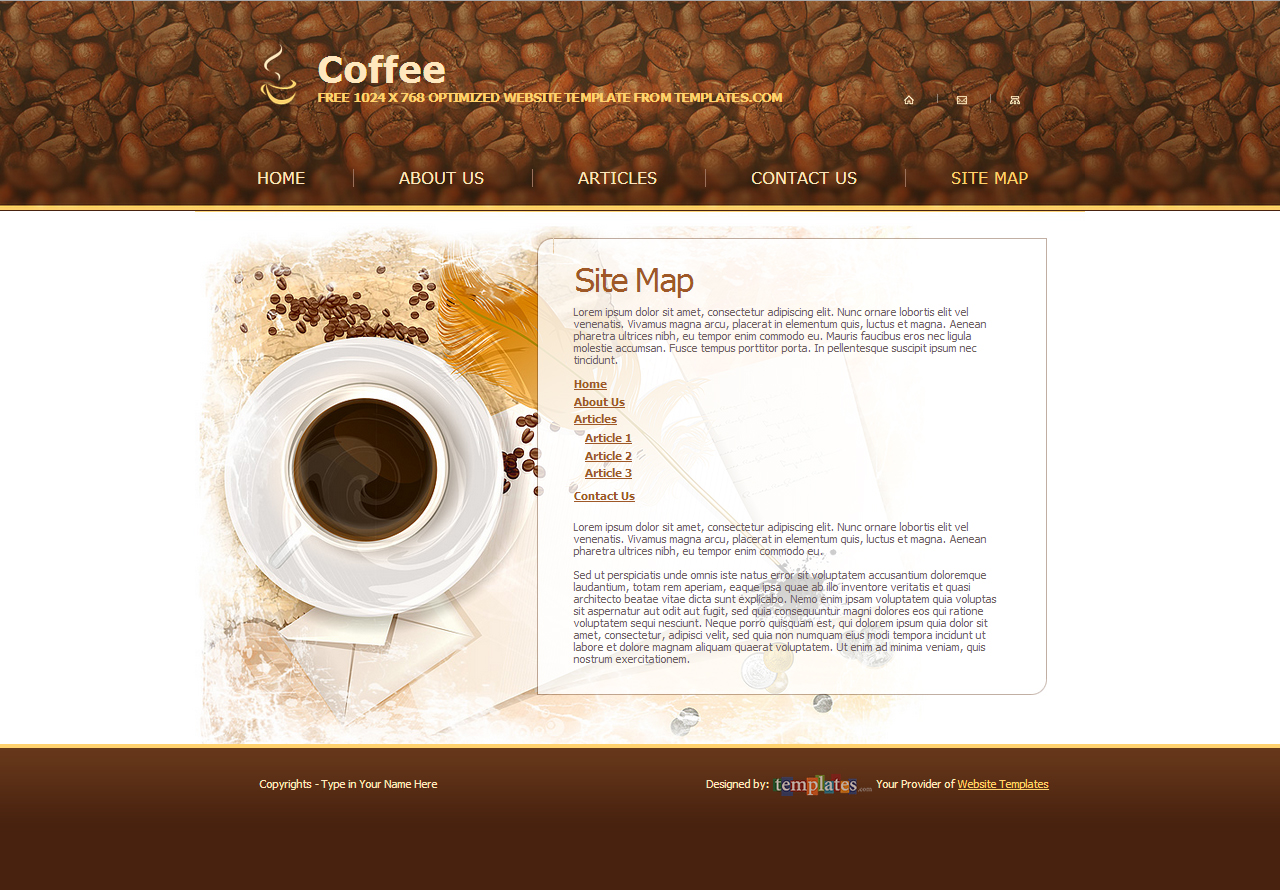 Coffee
FREE 1024 X 768 OPTIMIZED WEBSITE TEMPLATE FROM TEMPLATES.COM
HOME ABOUT US ARTICLES CONTACT US SITE MAP
Site Map
Lorem ipsum dolor sit amet, consectetur adipiscing elit. Nunc ornare lobortis elit vel
venenatis. Vivamus magna arcu, placerat in elementum quis, luctus et magna. Aenean
pharetra ultrices nibh, eu tempor enim commodo eu. Mauris faucibus eros nec ligula
molestie accumsan. Fusce tempus porttitor porta. In pellentesque suscipit ipsum nec
tincidunt.
Home
About Us
Articles
Article 1
Article 2
Article 3
Contact Us
Lorem ipsum dolor sit amet, consectetur adipiscing elit. Nunc ornare lobortis elit vel
venenatis. Vivamus magna arcu, placerat in elementum quis, luctus et magna. Aenean
pharetra ultrices nibh, eu tempor enim commodo eu.
Sed ut perspiciatis unde omnis iste natus error sit voluptatem accusantium doloremque
laudantium, totam rem aperiam, eaque ipsa quae ab illo inventore veritatis et quasi
architecto beatae vitae dicta sunt explicabo. Nemo enim ipsam voluptatem quia voluptas
sit aspernatur aut odit aut fugit, sed quia consequuntur magni dolores eos qui ratione
voluptatem sequi nesciunt. Neque porro quisquam est, qui dolorem ipsum quia dolor sit
amet, consectetur, adipisci velit, sed quia non numquam eius modi tempora incidunt ut
labore et dolore magnam aliquam quaerat voluptatem. Ut enim ad minima veniam, quis
nostrum exercitationem.
Copyrights - Type in Your Name Here
Designed by: templates.com Your Provider of Website Templates